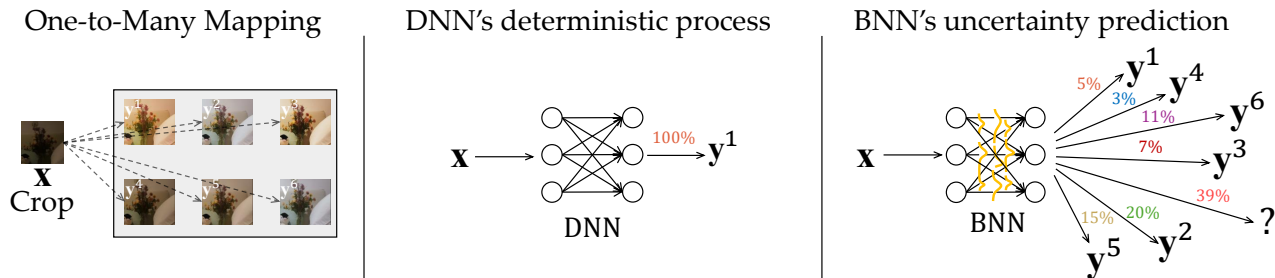 One-to-Many Mapping
y1 y2 y3
x
Crop
y4 y5 y6
DNN's deterministic process
x
100%
y1
DNN
BNN's uncertainty prediction
x
BNN
5%
y1
3%
y4
11%
y6
7%
y3
39%
?
20%
y2
15%
y5